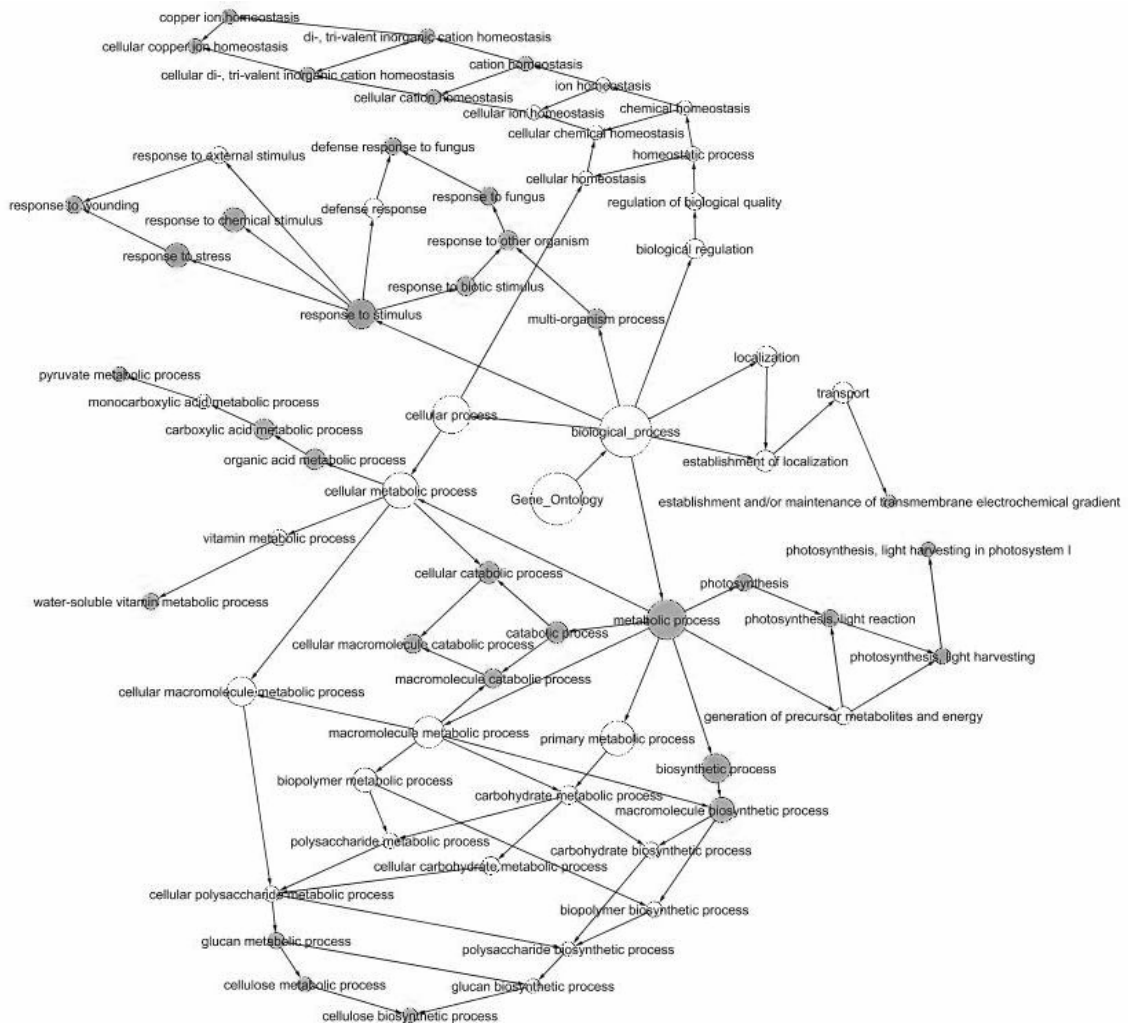 copper ion homeostasis
di-, tri-valent inorganic cation homeostasis
cellular copper ion homeostasis
cation homeostasis
cellular di-, tri-valent inorganic cation homeostasis
ion homeostasis
cellular cation homeostasis
chemical homeostasis
cellular ion homeostasis
cellular chemical homeostasis
defense response to fungus
response to external stimulus
homeostatic process
cellular homeostasis
response to fungus
response to wounding
regulation of biological quality
defense response
response to chemical stimulus
response to other organism
biological regulation
response to stress
response to biotic stimulus
response to stimulus
multi-organism process
localization
pyruvate metabolic process
transport
monocarboxylic acid metabolic process
cellular process
carboxylic acid metabolic process
biological_process
organic acid metabolic process
establishment of localization
cellular metabolic process
Gene_Ontology
establishment and/or maintenance of transmembrane electrochemical gradient
vitamin metabolic process
photosynthesis, light harvesting in photosystem I
cellular catabolic process
photosynthesis
water-soluble vitamin metabolic process
metabolic process
photosynthesis, light reaction
catabolic process
cellular macromolecule catabolic process
photosynthesis, light harvesting
macromolecule catabolic process
cellular macromolecule metabolic process
generation of precursor metabolites and energy
macromolecule metabolic process
primary metabolic process
biosynthetic process
biopolymer metabolic process
carbohydrate metabolic process
macromolecule biosynthetic process
polysaccharide metabolic process
carbohydrate biosynthetic process
cellular carbohydrate metabolic process
cellular polysaccharide metabolic process
biopolymer biosynthetic process
glucan metabolic process
polysaccharide biosynthetic process
cellulose metabolic process
glucan biosynthetic process
cellulose biosynthetic process